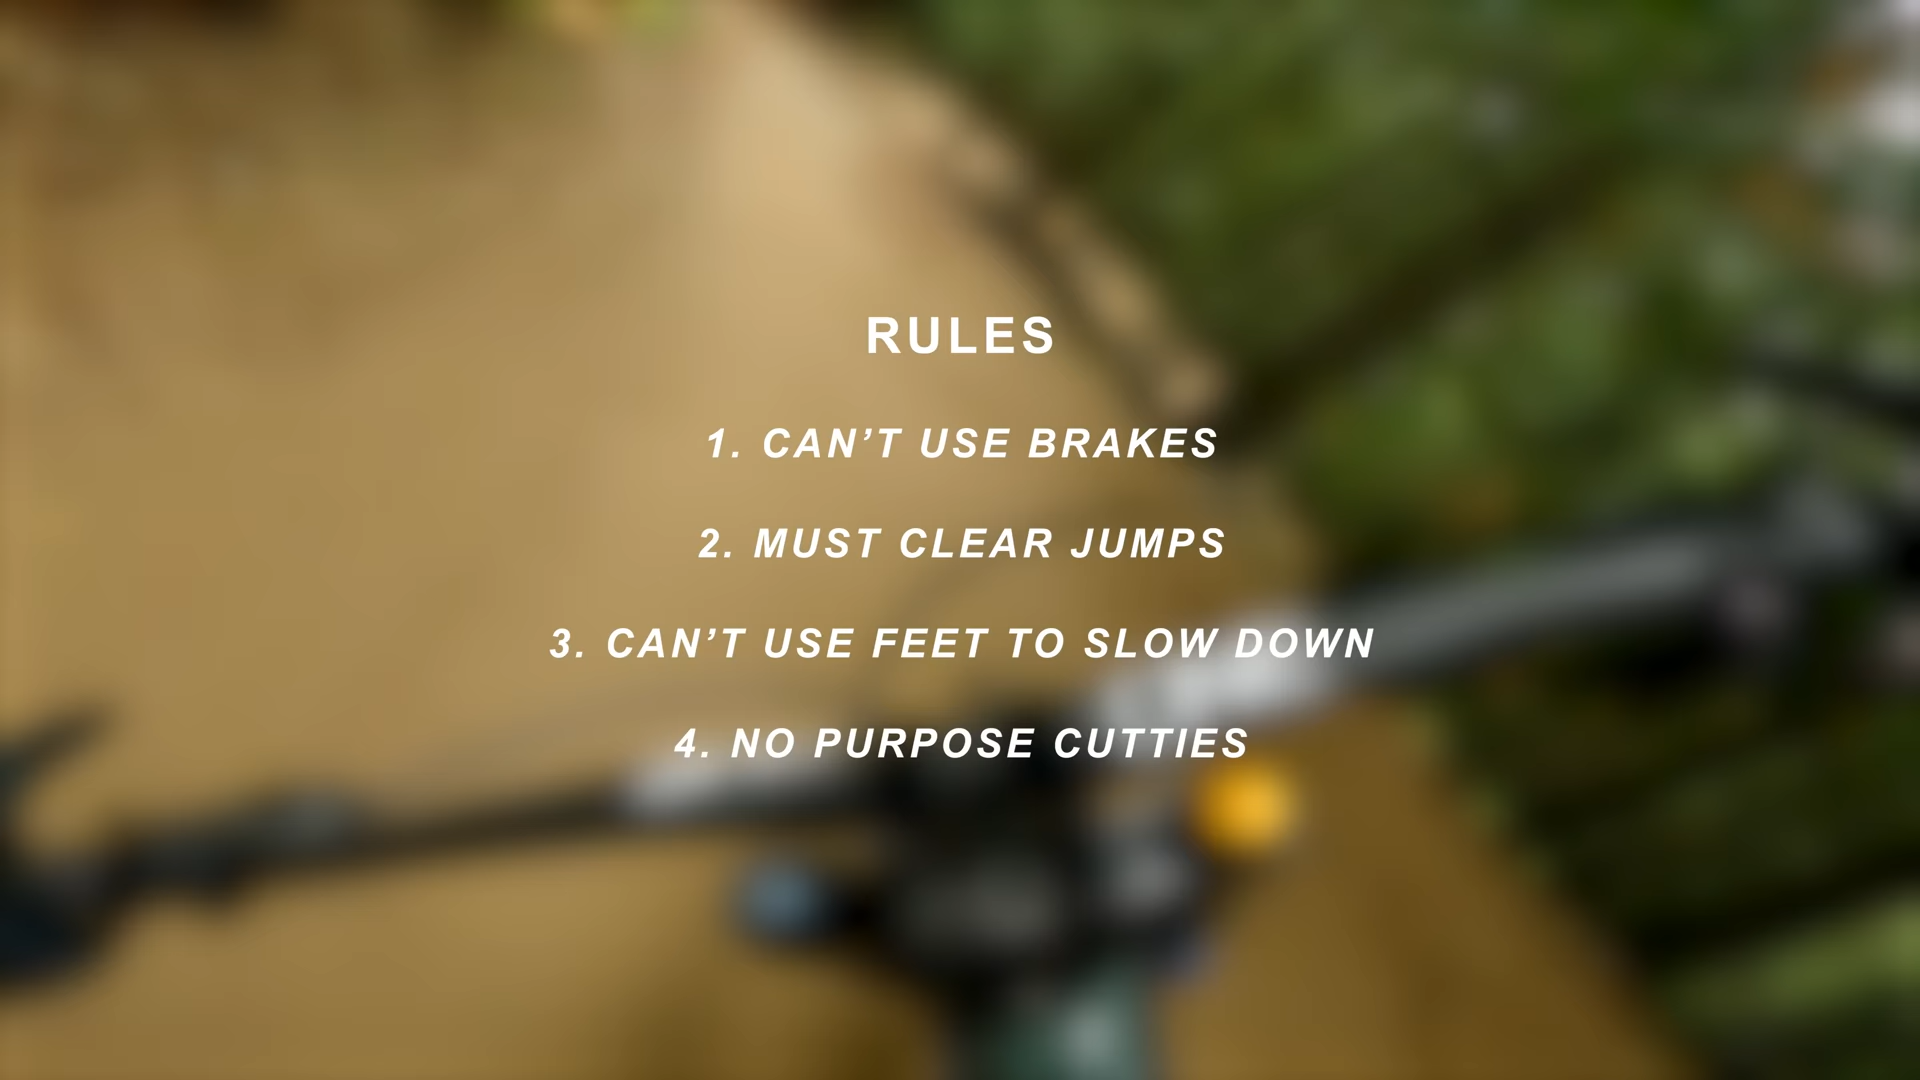 RULES
1. CAN’T USE BRAKES
2. MUST CLEAR JUMPS
3. CAN’T USE FEET TO SLOW DOWN
4. NO PURPOSE CUTTIES